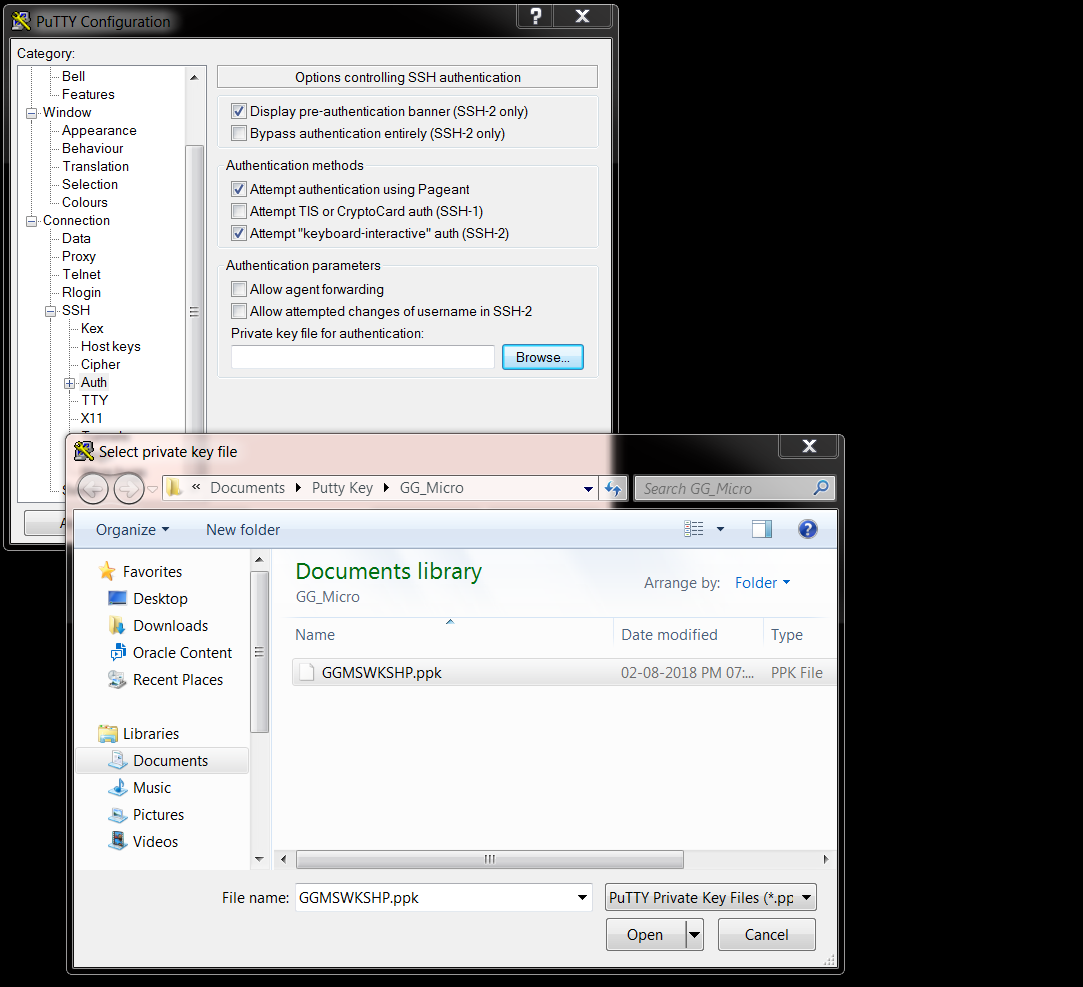 PuTTY Configuration
?
Category:
Bell
Features
Window
Appearance
Behaviour
Translation
Selection
Colours
Connection
Data
Proxy
Telnet
Rlogin
SSH
Kex
Host keys
Cipher
Auth
TTY
X11
Options controlling SSH authentication
Display pre-authentication banner (SSH-2 only)
Bypass authentication entirely (SSH-2 only)
Authentication methods
Attempt authentication using Pageant
Attempt TIS or CryptoCard auth (SSH-1)
Attempt "keyboard-interactive" auth (SSH-2)
Authentication parameters
Allow agent forwarding
Allow attempted changes of username in SSH-2
Private key file for authentication:
Browse...
Select private key file
« Documents Putty Key GG_Micro
Search GG_Micro
Organize New folder
?
Favorites
Desktop
Downloads
Oracle Content
Recent Places
Libraries
Documents
Music
Pictures
Videos
Documents library
GG_Micro
Arrange by: Folder
Name Date modified Type
GGMSWKSHP.ppk 02-08-2018 PM 07:... PPK File
File name: GGMSWKSHP.ppk PuTTY Private Key Files (*.pp
Open Cancel